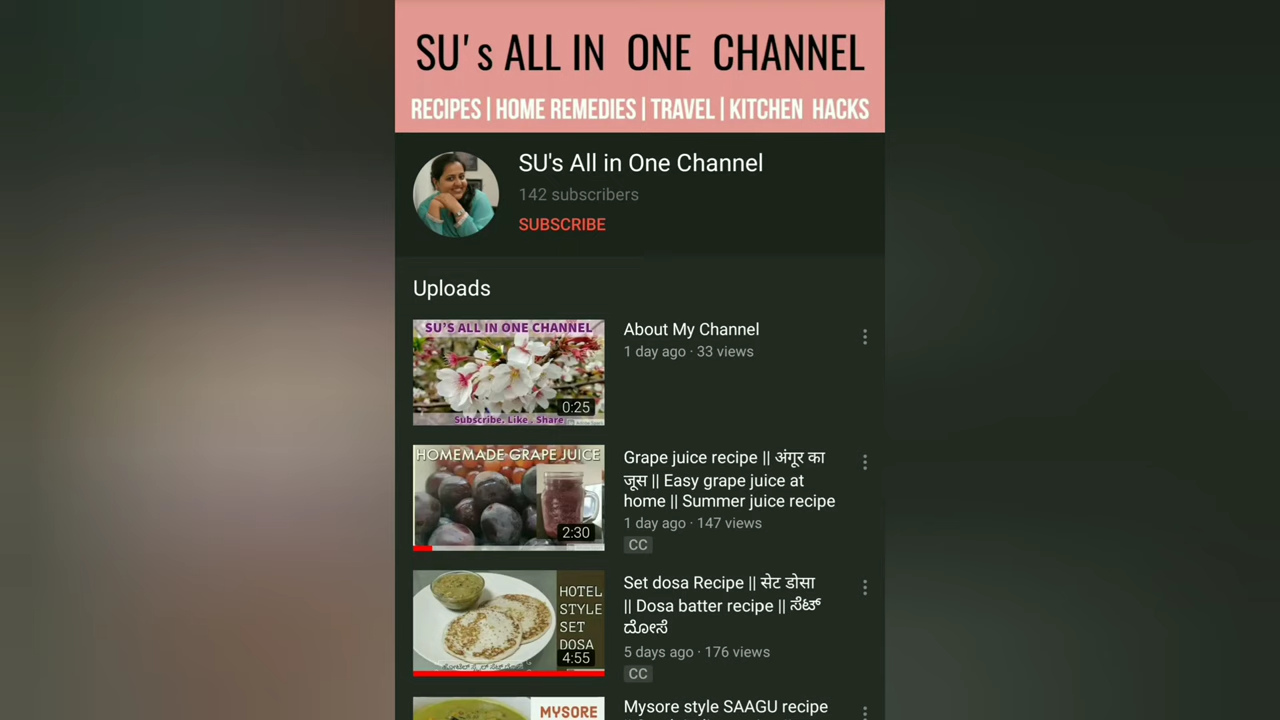 SU's ALL IN ONE CHANNEL
RECIPES | HOME REMEDIES | TRAVEL | KITCHEN HACKS
SU's All in One Channel
142 subscribers
SUBSCRIBE
Uploads
SU'S ALL IN ONE CHANNEL
Subscribe. Like . Share
0:25
About My Channel
1 day ago · 33 views
HOMEMADE GRAPE JUICE
2:30
Grape juice recipe || अंगूर का
जूस || Easy grape juice at
home || Summer juice recipe
1 day ago · 147 views
CC
HOTEL
STYLE
SET
DOSA
4:55
ಹೋಟೆಲ್ ಸ್ಟೈಲ್ ಸೆಟ್ ದೋಸೆ
Set dosa Recipe || सेट डोसा
|| Dosa batter recipe || ಸೆಟ್
ದೋಸೆ
5 days ago · 176 views
CC
MYSORE
Mysore style SAAGU recipe